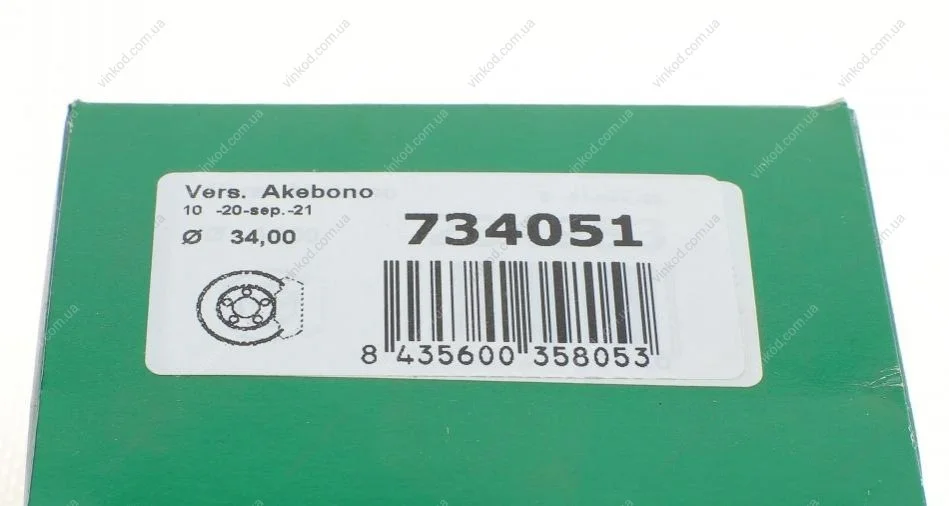 Vers. Akebono
10 -20-sep.-21
Ø 34,00
734051
8 435600 358053
vinkod.com.ua